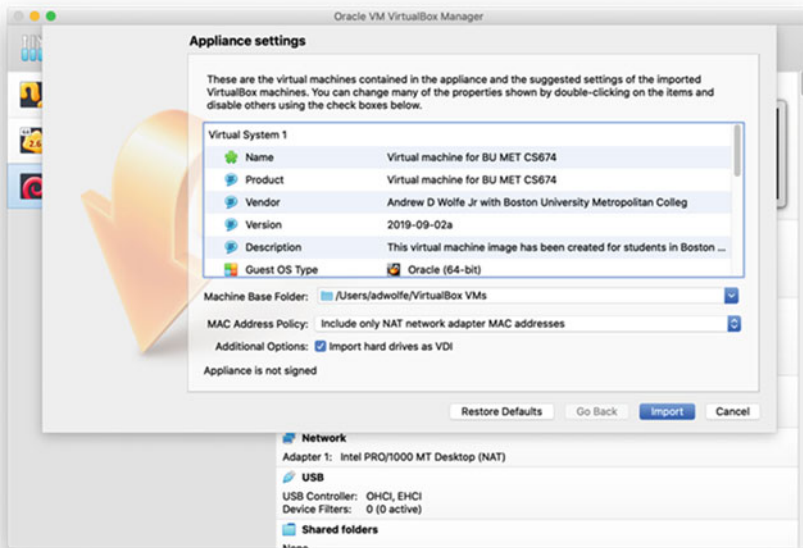 Oracle VM VirtualBox Manager
Appliance settings
These are the virtual machines contained in the appliance and the suggested settings of the imported
VirtualBox machines. You can change many of the properties shown by double-clicking on the items and
disable others using the check boxes below.
Virtual System 1
Name Virtual machine for BU MET CS674
Product Virtual machine for BU MET CS674
Vendor Andrew D Wolfe Jr with Boston University Metropolitan Colleg
Version 2019-09-02a
Description This virtual machine image has been created for students in Boston ...
Guest OS Type Oracle (64-bit)
Machine Base Folder: /Users/adwolfe/VirtualBox VMs
MAC Address Policy: Include only NAT network adapter MAC addresses
Additional Options: Import hard drives as VDI
Appliance is not signed
Restore Defaults Go Back Import Cancel
Network
Adapter 1: Intel PRO/1000 MT Desktop (NAT)
USB
USB Controller: OHCI, EHCI
Device Filters: 0 (0 active)
Shared folders
None